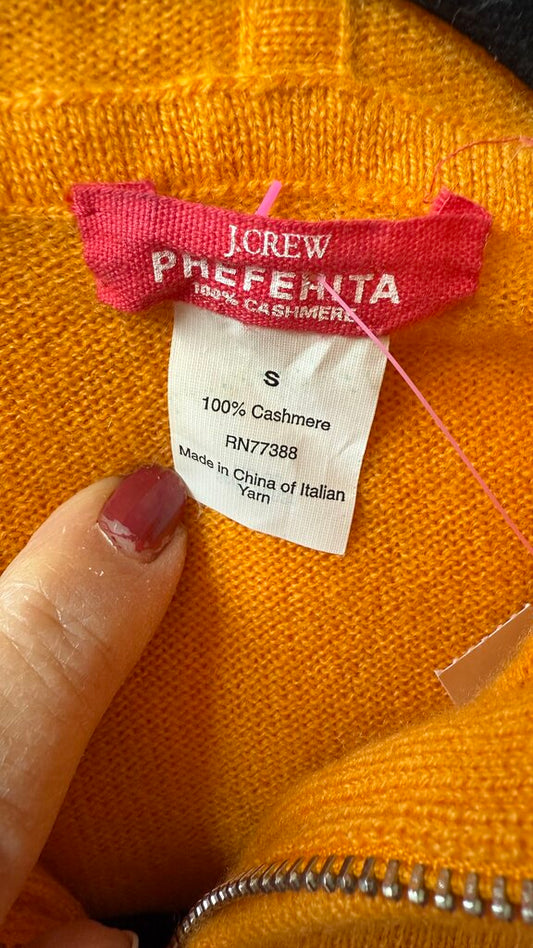 J.CREW
PREFERITA
100% CASHMERE
S
100% Cashmere
RN77388
Made in China of Italian
Yarn